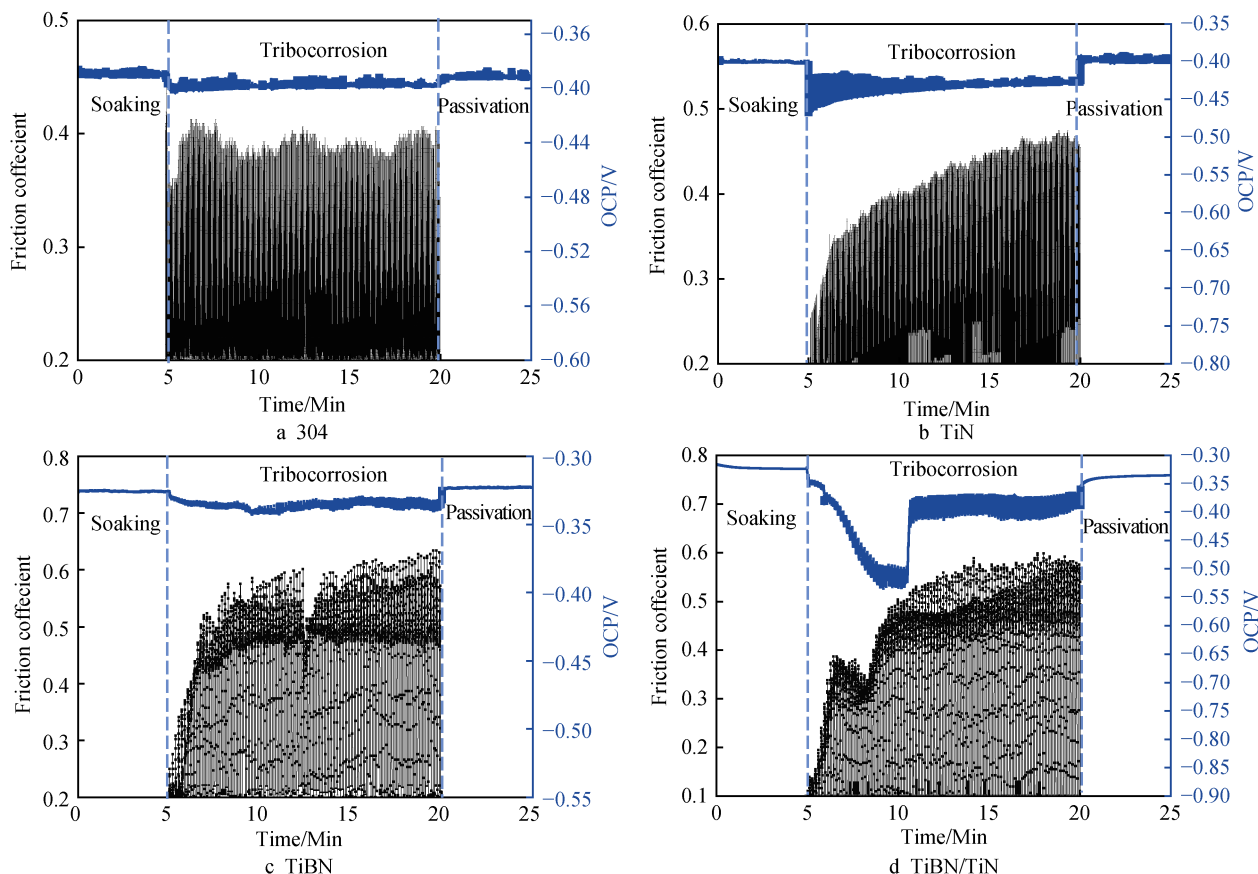 0.5
0.4
0.3
0.2
Friction coffecient
Tribocorrosion
Soaking
Passivation
−0.36
−0.40
−0.44
−0.48
−0.52
−0.56
−0.60
OCP/V
0 5 10 15 20 25
Time/Min
a 304
0.6
0.5
0.4
0.3
0.2
Friction coffecient
Tribocorrosion
Soaking
Passivation
−0.35
−0.40
−0.45
−0.50
−0.55
−0.60
−0.65
−0.70
−0.75
−0.80
OCP/V
0 5 10 15 20 25
Time/Min
b TiN
0.8
0.7
0.6
0.5
0.4
0.3
0.2
Friction coffecient
Tribocorrosion
Soaking
Passivation
−0.30
−0.35
−0.40
−0.45
−0.50
−0.55
OCP/V
0 5 10 15 20 25
Time/Min
c TiBN
0.8
0.7
0.6
0.5
0.4
0.3
0.2
0.1
Friction coffecient
Tribocorrosion
Soaking
Passivation
−0.30
−0.35
−0.40
−0.45
−0.50
−0.55
−0.60
−0.65
−0.70
−0.75
−0.80
−0.85
−0.90
OCP/V
0 5 10 15 20 25
Time/Min
d TiBN/TiN